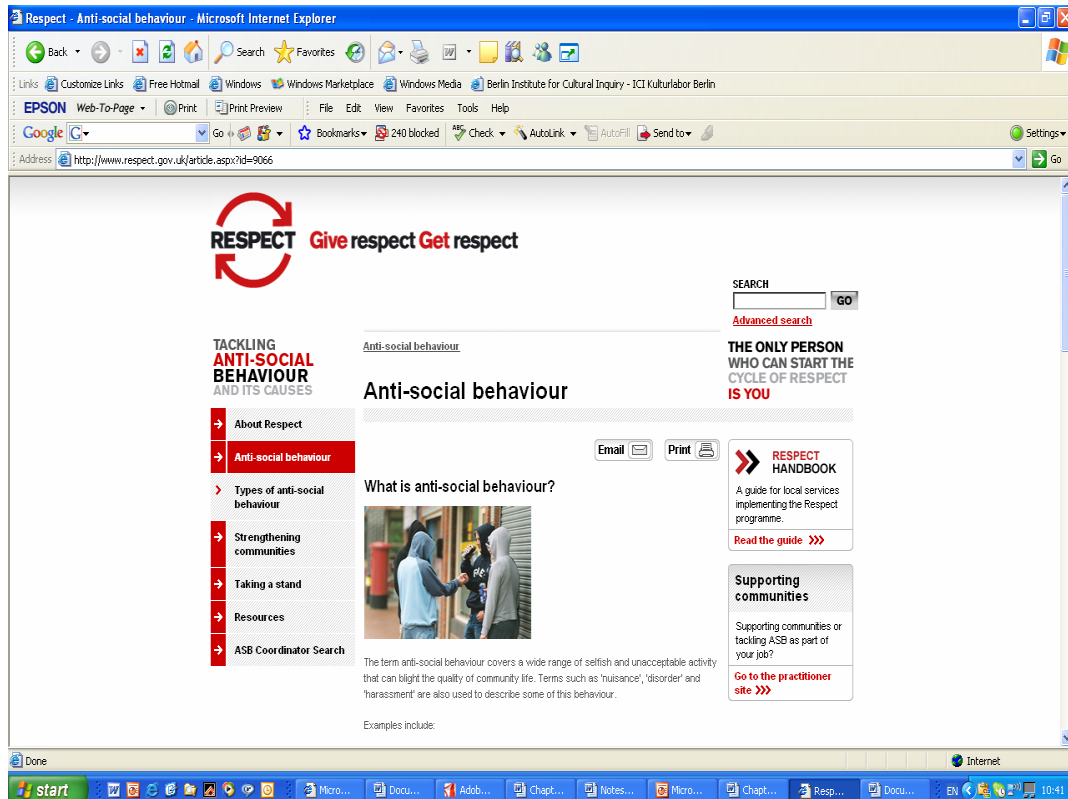 Respect - Anti-social behaviour - Microsoft Internet Explorer
Back Search Favorites
Links Customize Links Free Hotmail Windows Windows Marketplace Windows Media Berlin Institute for Cultural Inquiry - ICI Kulturlabor Berlin
EPSON Web-To-Page Print Print Preview File Edit View Favorites Tools Help
Google G Go Bookmarks 240 blocked ABC Check AutoLink AutoFill Send to Settings
Address http://www.respect.gov.uk/article.aspx?id=9066 Go
RESPECT Give respect Get respect
SEARCH
GO
Advanced search
TACKLING
ANTI-SOCIAL
BEHAVIOUR
AND ITS CAUSES
About Respect
Anti-social behaviour
Types of anti-social
behaviour
Strengthening
communities
Taking a stand
Resources
ASB Coordinator Search
Anti-social behaviour
Anti-social behaviour
Email Print
What is anti-social behaviour?
The term anti-social behaviour covers a wide range of selfish and unacceptable activity
that can blight the quality of community life. Terms such as 'nuisance', 'disorder' and
'harassment' are also used to describe some of this behaviour.
Examples include:
THE ONLY PERSON
WHO CAN START THE
CYCLE OF RESPECT
IS YOU
RESPECT
HANDBOOK
A guide for local services
implementing the Respect
programme.
Read the guide
Supporting
communities
Supporting communities or
tackling ASB as part of
your job?
Go to the practitioner
site
Done Internet
start Micro... Docu... Adob... Chapt... Notes... Micro... Chapt... Resp... Docu... EN 10:41